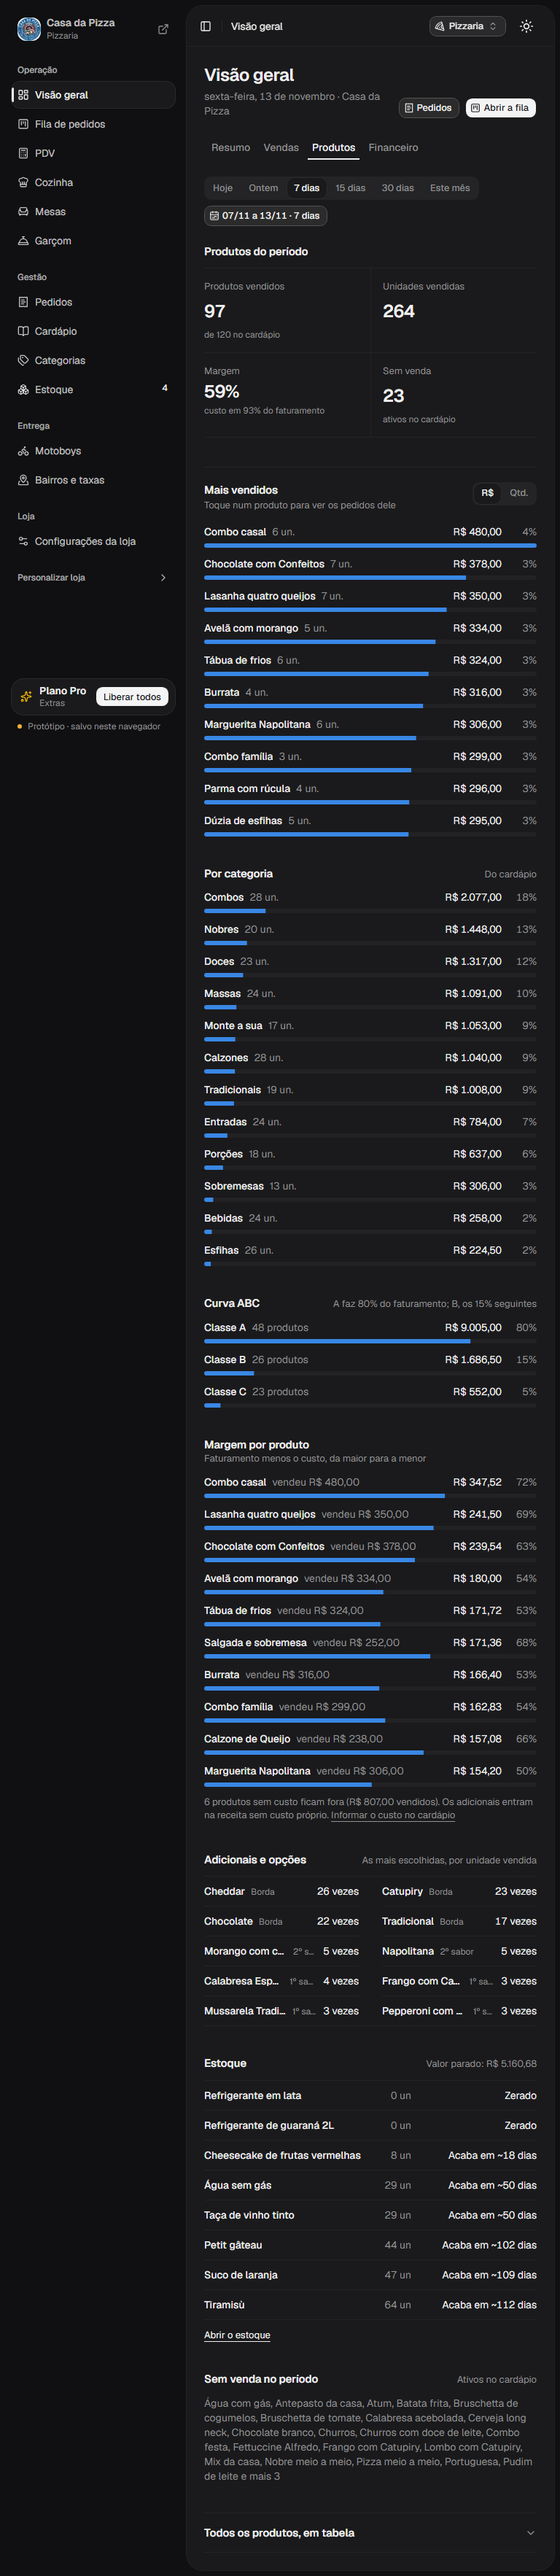 Casa da Pizza
Pizzaria
Operação
Visão geral
Fila de pedidos
PDV
Cozinha
Mesas
Garçom
Gestão
Pedidos
Cardápio
Categorias
Estoque 4
Entrega
Motoboys
Bairros e taxas
Loja
Configurações da loja
Personalizar loja
Plano Pro
Extras
Liberar todos
Protótipo · salvo neste navegador
Visão geral
Pizzaria
Visão geral
sexta-feira, 13 de novembro · Casa da
Pizza
Pedidos
Abrir a fila
Resumo Vendas Produtos Financeiro
Hoje Ontem 7 dias 15 dias 30 dias Este mês
07/11 a 13/11 · 7 dias
Produtos do período
Produtos vendidos
97
de 120 no cardápio
Unidades vendidas
264
Margem
59%
custo em 93% do faturamento
Sem venda
23
ativos no cardápio
Mais vendidos
Toque num produto para ver os pedidos dele
R$ Qtd.
Combo casal 6 un. R$ 480,00 4%
Chocolate com Confeitos 7 un. R$ 378,00 3%
Lasanha quatro queijos 7 un. R$ 350,00 3%
Avelã com morango 5 un. R$ 334,00 3%
Tábua de frios 6 un. R$ 324,00 3%
Burrata 4 un. R$ 316,00 3%
Marguerita Napolitana 6 un. R$ 306,00 3%
Combo família 3 un. R$ 299,00 3%
Parma com rúcula 4 un. R$ 296,00 3%
Dúzia de esfihas 5 un. R$ 295,00 3%
Por categoria Do cardápio
Combos 28 un. R$ 2.077,00 18%
Nobres 20 un. R$ 1.448,00 13%
Doces 23 un. R$ 1.317,00 12%
Massas 24 un. R$ 1.091,00 10%
Monte a sua 17 un. R$ 1.053,00 9%
Calzones 28 un. R$ 1.040,00 9%
Tradicionais 19 un. R$ 1.008,00 9%
Entradas 24 un. R$ 784,00 7%
Porções 18 un. R$ 637,00 6%
Sobremesas 13 un. R$ 306,00 3%
Bebidas 24 un. R$ 258,00 2%
Esfihas 26 un. R$ 224,50 2%
Curva ABC A faz 80% do faturamento; B, os 15% seguintes
Classe A 48 produtos R$ 9.005,00 80%
Classe B 26 produtos R$ 1.686,50 15%
Classe C 23 produtos R$ 552,00 5%
Margem por produto
Faturamento menos o custo, da maior para a menor
Combo casal vendeu R$ 480,00 R$ 347,52 72%
Lasanha quatro queijos vendeu R$ 350,00 R$ 241,50 69%
Chocolate com Confeitos vendeu R$ 378,00 R$ 239,54 63%
Avelã com morango vendeu R$ 334,00 R$ 180,00 54%
Tábua de frios vendeu R$ 324,00 R$ 171,72 53%
Salgada e sobremesa vendeu R$ 252,00 R$ 171,36 68%
Burrata vendeu R$ 316,00 R$ 166,40 53%
Combo família vendeu R$ 299,00 R$ 162,83 54%
Calzone de Queijo vendeu R$ 238,00 R$ 157,08 66%
Marguerita Napolitana vendeu R$ 306,00 R$ 154,20 50%
6 produtos sem custo ficam fora (R$ 807,00 vendidos). Os adicionais entram
na receita sem custo próprio. Informar o custo no cardápio
Adicionais e opções As mais escolhidas, por unidade vendida
Cheddar Borda 26 vezes Catupiry Borda 23 vezes
Chocolate Borda 22 vezes Tradicional Borda 17 vezes
Morango com c... 2º s... 5 vezes Napolitana 2º sabor 5 vezes
Calabresa Esp... 1º sa... 4 vezes Frango com Ca... 1º sa... 3 vezes
Mussarela Tradi... 1º sa... 3 vezes Pepperoni com ... 1º s... 3 vezes
Estoque Valor parado: R$ 5.160,68
Refrigerante em lata 0 un Zerado
Refrigerante de guaraná 2L 0 un Zerado
Cheesecake de frutas vermelhas 8 un Acaba em ~18 dias
Água sem gás 29 un Acaba em ~50 dias
Taça de vinho tinto 29 un Acaba em ~50 dias
Petit gâteau 44 un Acaba em ~102 dias
Suco de laranja 47 un Acaba em ~109 dias
Tiramisù 64 un Acaba em ~112 dias
Abrir o estoque
Sem venda no período Ativos no cardápio
Água com gás, Antepasto da casa, Atum, Batata frita, Bruschetta de
cogumelos, Bruschetta de tomate, Calabresa acebolada, Cerveja long
neck, Chocolate branco, Churros, Churros com doce de leite, Combo
festa, Fettuccine Alfredo, Frango com Catupiry, Lombo com Catupiry,
Mix da casa, Nobre meio a meio, Pizza meio a meio, Portuguesa, Pudim
de leite e mais 3
Todos os produtos, em tabela